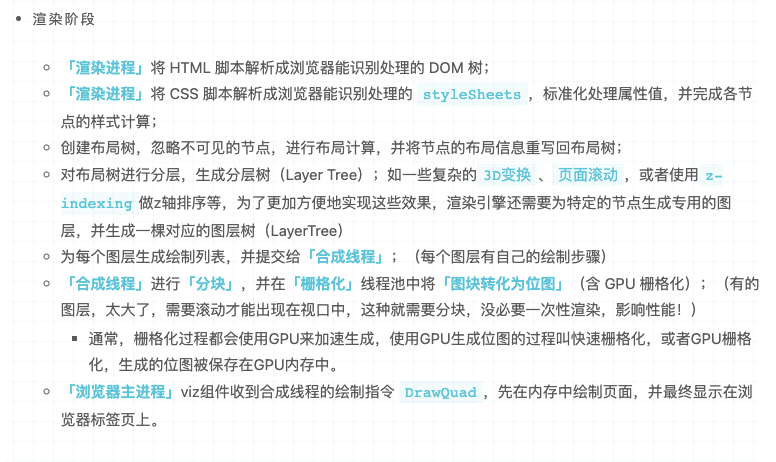 渲染阶段
「渲染进程」将 HTML 脚本解析成浏览器能识别处理的 DOM 树；
「渲染进程」将 CSS 脚本解析成浏览器能识别处理的 styleSheets ，标准化处理属性值，并完成各节
点的样式计算；
创建布局树，忽略不可见的节点，进行布局计算，并将节点的布局信息重写回布局树；
对布局树进行分层，生成分层树（Layer Tree）；如一些复杂的 3D变换 、 页面滚动 ，或者使用 z-
indexing 做z轴排序等，为了更加方便地实现这些效果，渲染引擎还需要为特定的节点生成专用的图
层，并生成一棵对应的图层树（LayerTree）
为每个图层生成绘制列表，并提交给「合成线程」；（每个图层有自己的绘制步骤）
「合成线程」进行「分块」，并在「栅格化」线程池中将「图块转化为位图」（含 GPU 栅格化）；（有的
图层，太大了，需要滚动才能出现在视口中，这种就需要分块，没必要一次性渲染，影响性能！）
通常，栅格化过程都会使用GPU来加速生成，使用GPU生成位图的过程叫快速栅格化，或者GPU栅格
化，生成的位图被保存在GPU内存中。
「浏览器主进程」viz组件收到合成线程的绘制指令 DrawQuad ，先在内存中绘制页面，并最终显示在浏
览器标签页上。